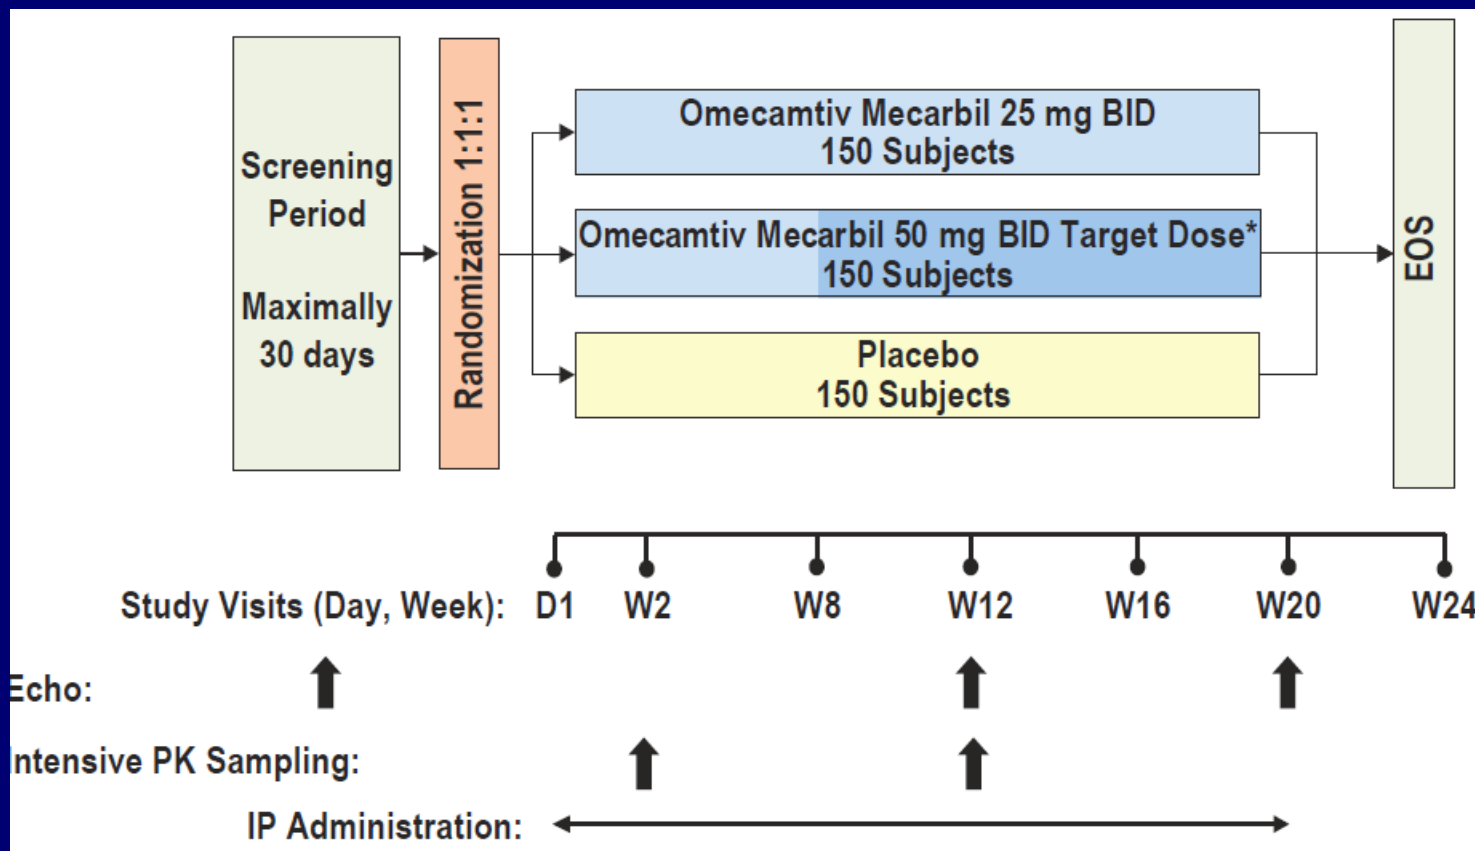 Screening
Period
Maximally
30 days
Randomization 1:1:1
Omecamtiv Mecarbil 25 mg BID
150 Subjects
Omecamtiv Mecarbil 50 mg BID Target Dose*
150 Subjects
Placebo
150 Subjects
EOS
Study Visits (Day, Week): D1 W2 W8 W12 W16 W20 W24
Echo:
Intensive PK Sampling:
IP Administration: